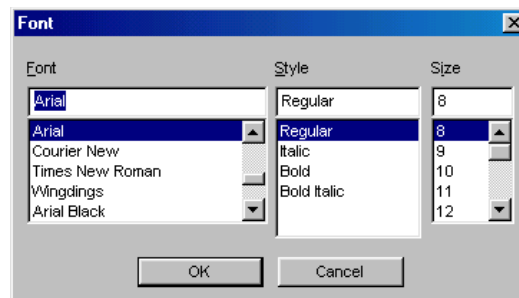 Font
Font Style Size
Arial Regular 8
Arial Regular 8
Courier New Italic 9
Times New Roman Bold 10
Wingdings Bold Italic 11
Arial Black 12
OK Cancel